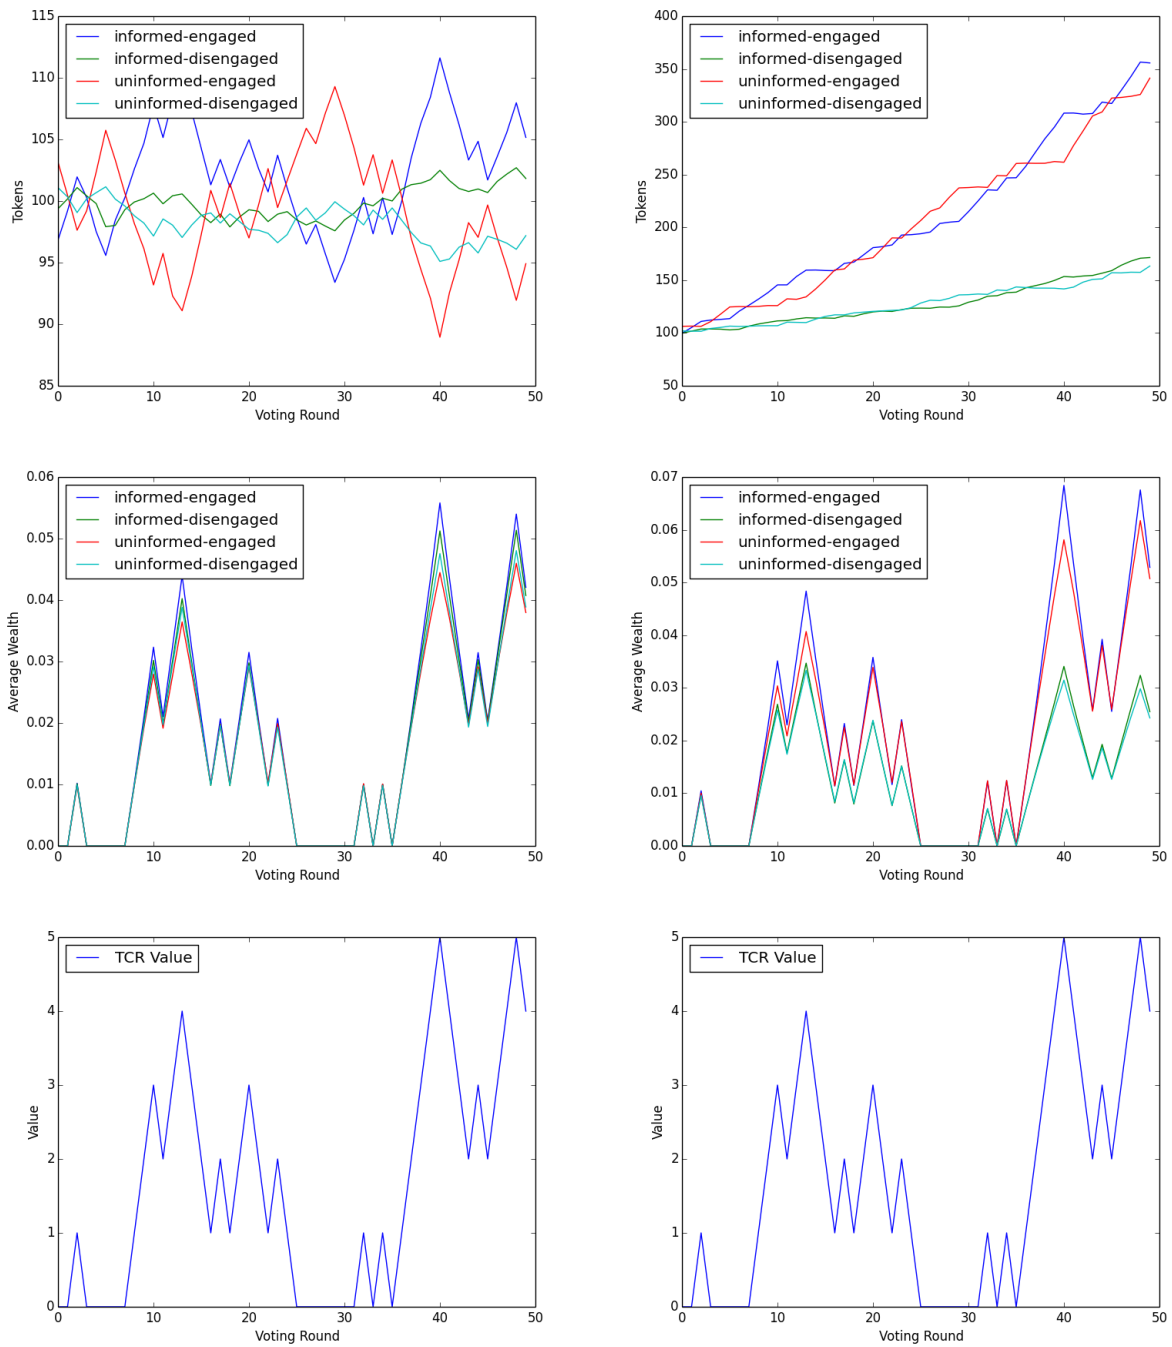 115
110
105
100
95
90
85
Tokens
informed-engaged
informed-disengaged
uninformed-engaged
uninformed-disengaged
0 10 20 30 40 50
Voting Round
400
350
300
250
200
150
100
50
Tokens
informed-engaged
informed-disengaged
uninformed-engaged
uninformed-disengaged
0 10 20 30 40 50
Voting Round
0.06
0.05
0.04
0.03
0.02
0.01
0.00
Average Wealth
informed-engaged
informed-disengaged
uninformed-engaged
uninformed-disengaged
0 10 20 30 40 50
Voting Round
0.07
0.06
0.05
0.04
0.03
0.02
0.01
0.00
Average Wealth
informed-engaged
informed-disengaged
uninformed-engaged
uninformed-disengaged
0 10 20 30 40 50
Voting Round
5
4
3
2
1
0
Value
TCR Value
0 10 20 30 40 50
Voting Round
5
4
3
2
1
0
Value
TCR Value
0 10 20 30 40 50
Voting Round